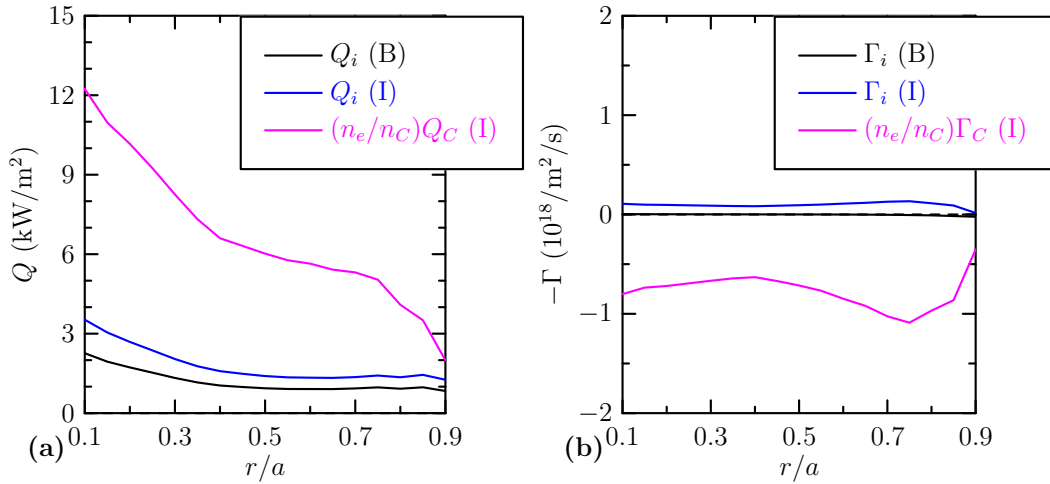 15
12
9
6
3
0
Q (kW/m²)
Q_i (B)
Q_i (I)
(n_e/n_C)Q_C (I)
0.1
0.3
0.5
0.7
0.9
r/a
(a)
2
1
0
−1
−2
−Γ (10¹⁸/m²/s)
Γ_i (B)
Γ_i (I)
(n_e/n_C)Γ_C (I)
0.1
0.3
0.5
0.7
0.9
r/a
(b)